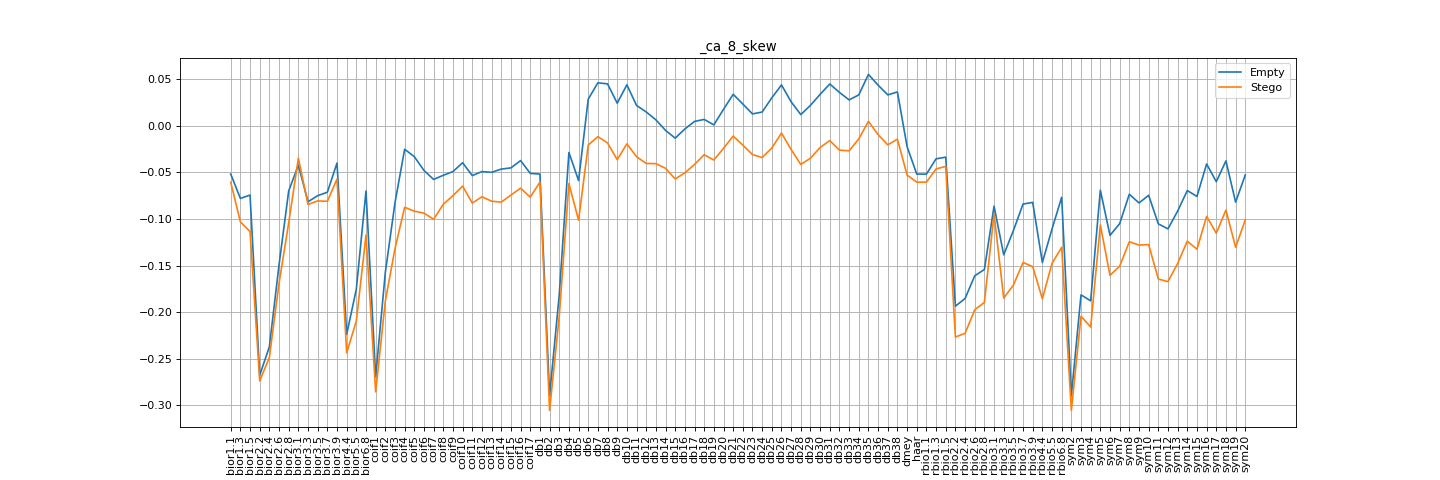 _ca_8_skew
Empty
Stego
0.05
0.00
−0.05
−0.10
−0.15
−0.20
−0.25
−0.30
bior1.1
bior1.3
bior1.5
bior2.2
bior2.4
bior2.6
bior2.8
bior3.1
bior3.3
bior3.5
bior3.7
bior3.9
bior4.4
bior5.5
bior6.8
coif1
coif2
coif3
coif4
coif5
coif6
coif7
coif8
coif9
coif10
coif11
coif12
coif13
coif14
coif15
coif16
coif17
db1
db2
db3
db4
db5
db6
db7
db8
db9
db10
db11
db12
db13
db14
db15
db16
db17
db18
db19
db20
db21
db22
db23
db24
db25
db26
db27
db28
db29
db30
db31
db32
db33
db34
db35
db36
db37
db38
dmey
haar
rbio1.1
rbio1.3
rbio1.5
rbio2.2
rbio2.4
rbio2.6
rbio2.8
rbio3.1
rbio3.3
rbio3.5
rbio3.7
rbio3.9
rbio4.4
rbio5.5
rbio6.8
sym2
sym3
sym4
sym5
sym6
sym7
sym8
sym9
sym10
sym11
sym12
sym13
sym14
sym15
sym16
sym17
sym18
sym19
sym20